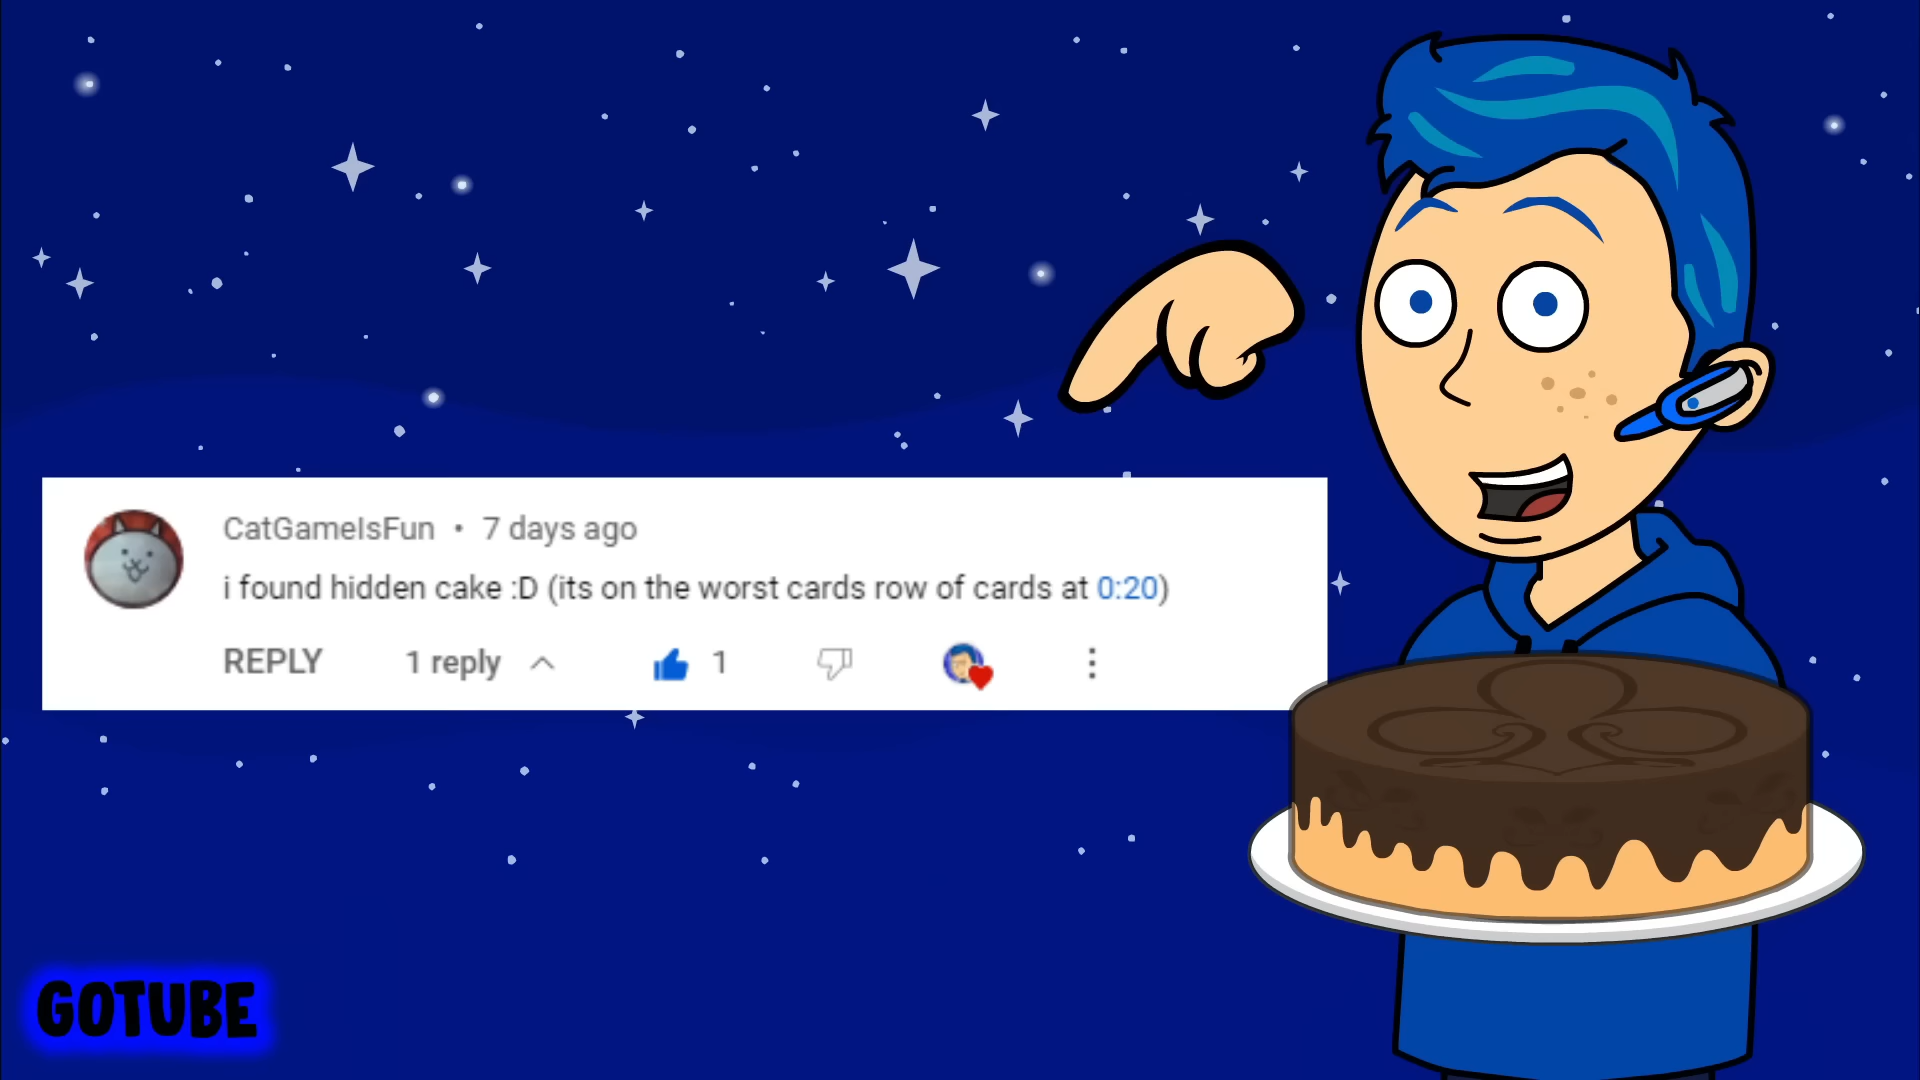 CatGameIsFun • 7 days ago
i found hidden cake :D (its on the worst cards row of cards at 0:20)
REPLY 1 reply 1
GOTUBE